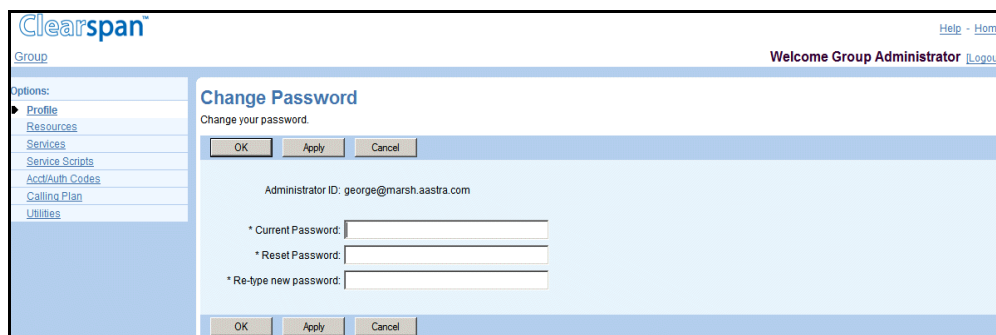 Clearspan™
Help - Hom
Group
Welcome Group Administrator [Logou
Options:
Profile
Resources
Services
Service Scripts
Acct/Auth Codes
Calling Plan
Utilities
Change Password
Change your password.
OK Apply Cancel
Administrator ID: george@marsh.aastra.com
* Current Password:
* Reset Password:
* Re-type new password:
OK Apply Cancel